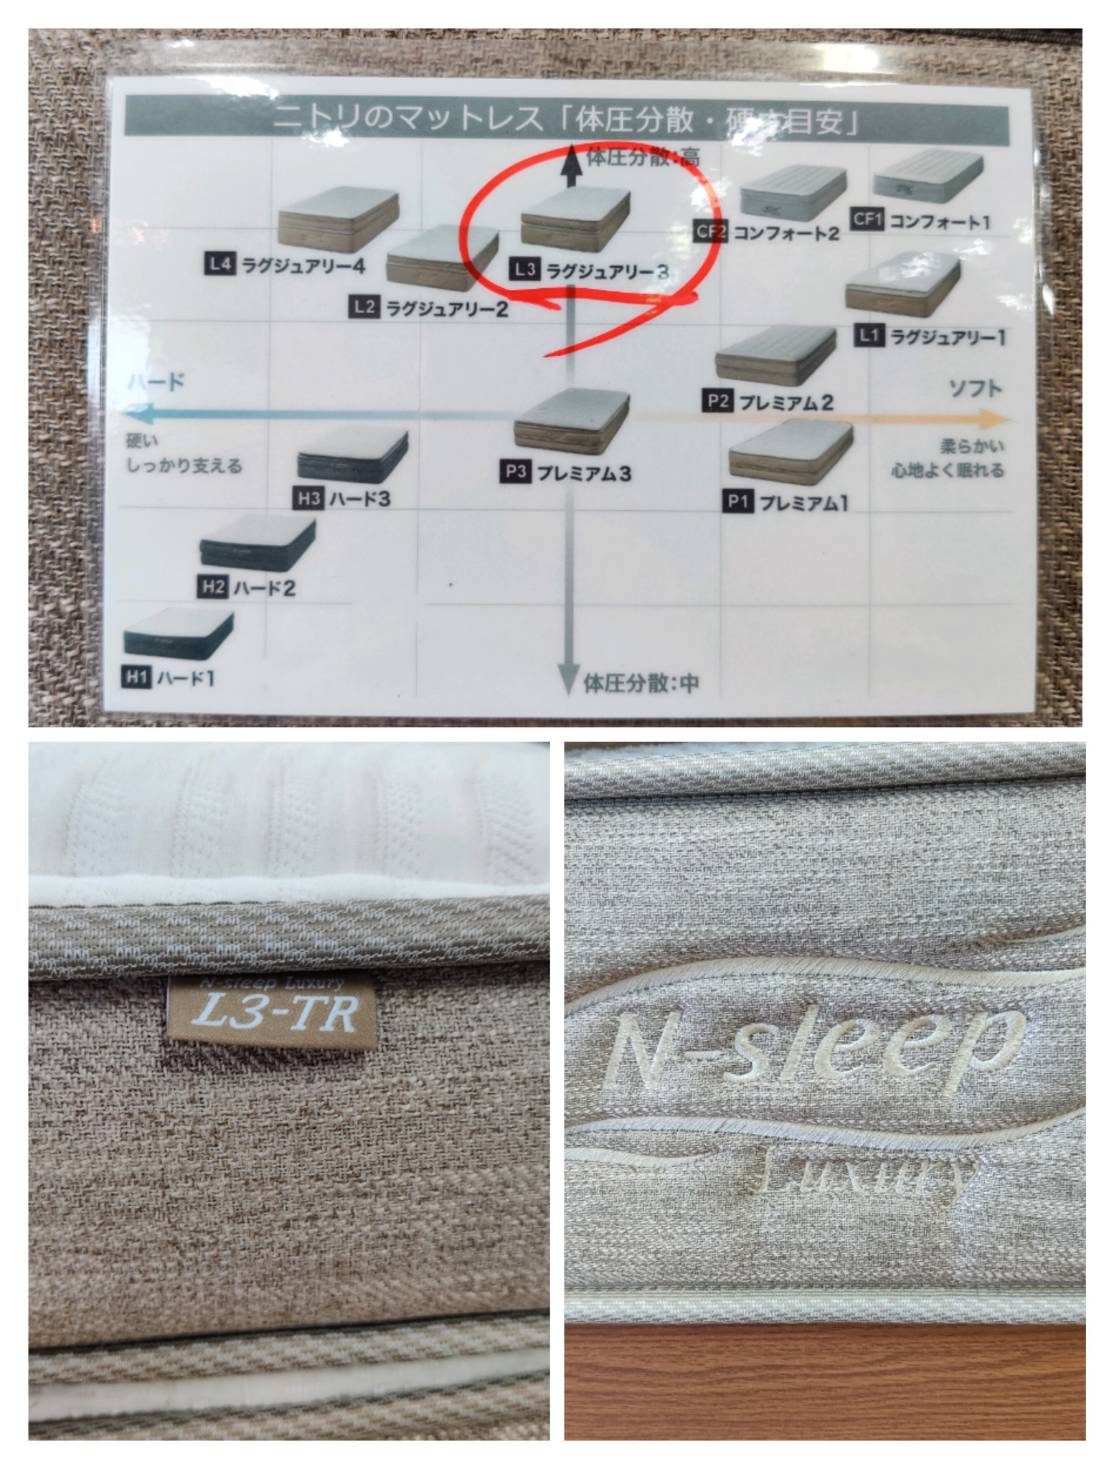 ニトリのマットレス「体圧分散・硬さ目安」
体圧分散:高
CF2 コンフォート2
CF1 コンフォート1
L4 ラグジュアリー4
L3 ラグジュアリー3
L2 ラグジュアリー2
L1 ラグジュアリー1
ハード
ソフト
P2 プレミアム2
硬い
しっかり支える
柔らかい
心地よく眠れる
P3 プレミアム3
H3 ハード3
P1 プレミアム1
H2 ハード2
H1 ハード1
体圧分散:中
N-sleep Luxury
L3-TR
N-sleep
Luxury